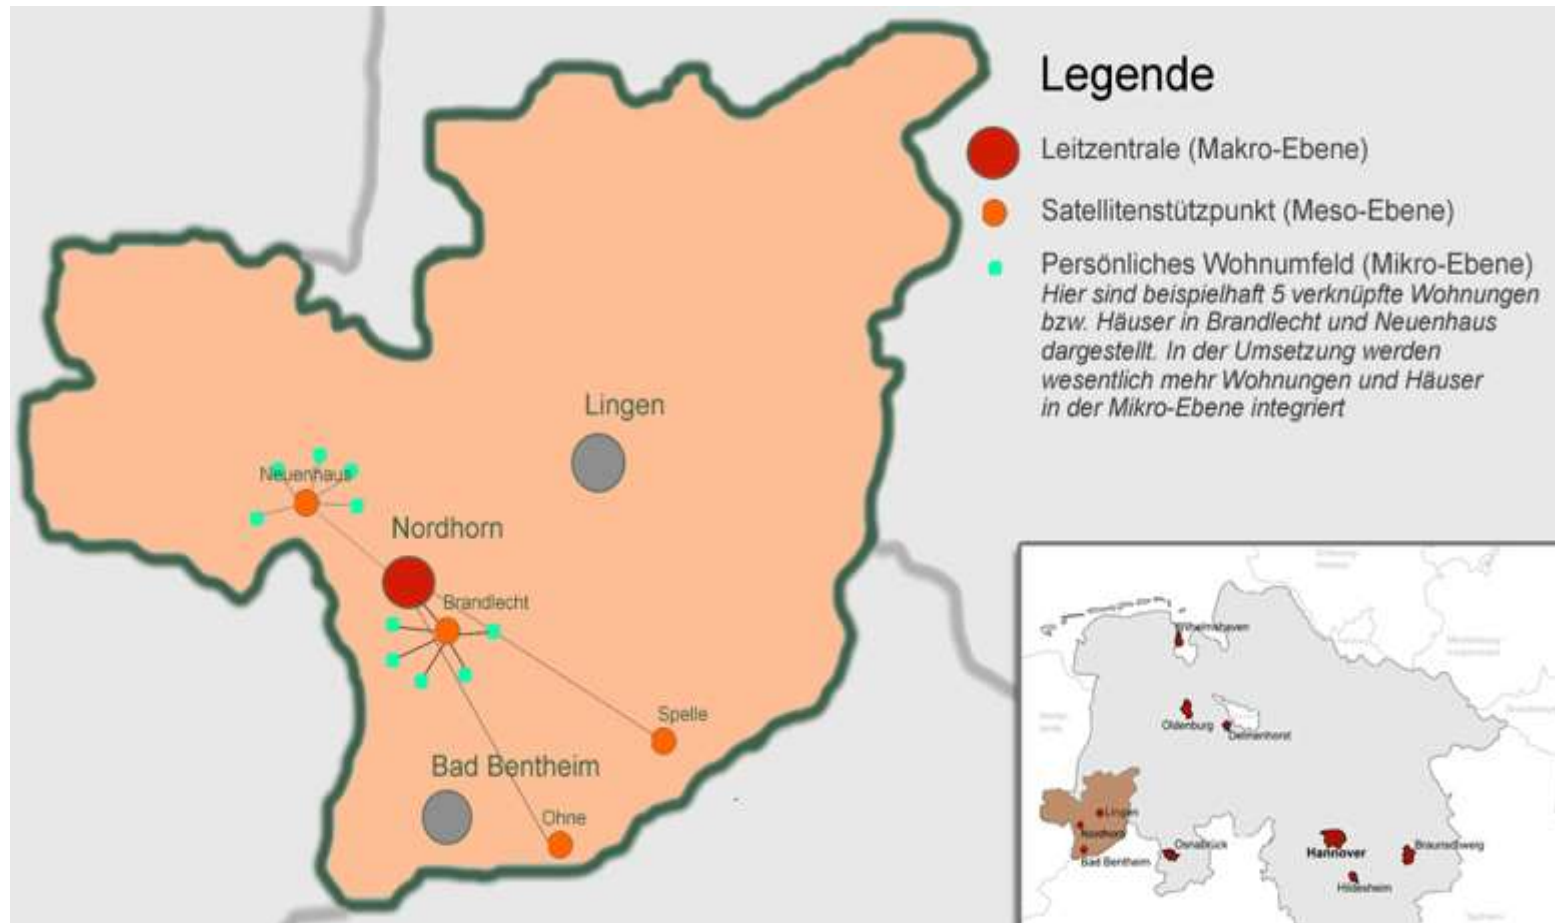 Legende
Leitzentrale (Makro-Ebene)
Satellitenstützpunkt (Meso-Ebene)
Persönliches Wohnumfeld (Mikro-Ebene)
Hier sind beispielhaft 5 verknüpfte Wohnungen
bzw. Häuser in Brandlecht und Neuenhaus
dargestellt. In der Umsetzung werden
wesentlich mehr Wohnungen und Häuser
in der Mikro-Ebene integriert
Lingen
Neuenhaus
Nordhorn
Brandlecht
Spelle
Bad Bentheim
Ohne
Wilhelmshaven
Oldenburg
Delmenhorst
Lingen
Nordhorn
Bad Bentheim
Osnabrück
Hannover
Braunschweig
Hildesheim